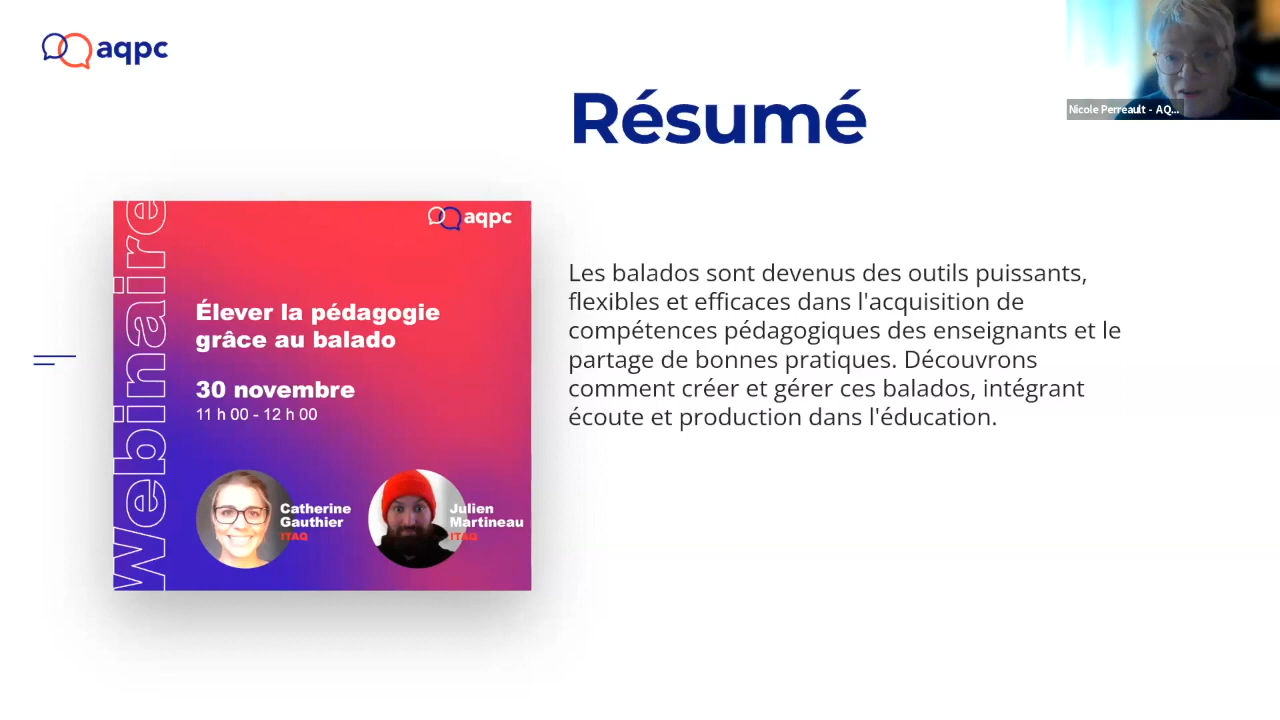 aqpc
Résumé
Nicole Perreault - AQ...
Webinaire
aqpc
Élever la pédagogie
grâce au balado
30 novembre
11 h 00 - 12 h 00
Catherine
Gauthier
ITAQ
Julien
Martineau
ITAQ
Les balados sont devenus des outils puissants,
flexibles et efficaces dans l'acquisition de
compétences pédagogiques des enseignants et le
partage de bonnes pratiques. Découvrons
comment créer et gérer ces balados, intégrant
écoute et production dans l'éducation.